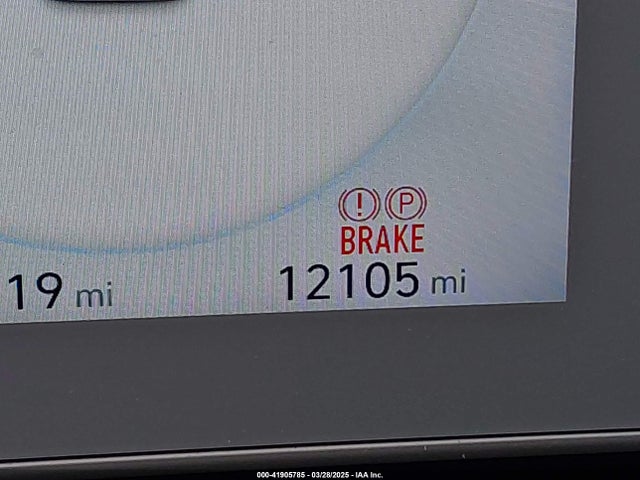 ! P
BRAKE
19 mi 12105 mi
000-41905785 - 03/28/2025 - IAA Inc.